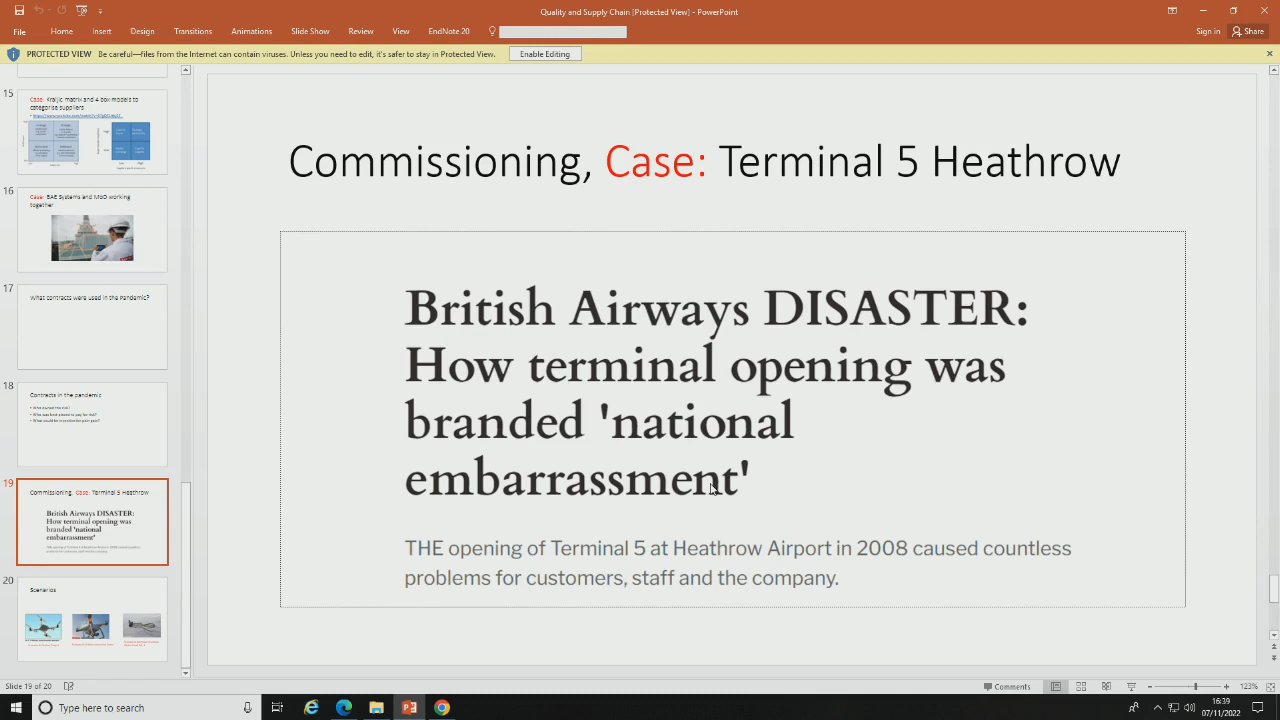 Quality and Supply Chain [Protected View] - PowerPoint
File Home Insert Design Transitions Animations Slide Show Review View EndNote 20
Sign in Share
PROTECTED VIEW Be careful—files from the Internet can contain viruses. Unless you need to edit, it's safer to stay in Protected View. Enable Editing
15
Case: Kraljic matrix and 4 box models to
categorise suppliers
16
Case: BAE Systems and MoD working
together
17
What contracts were used in the Pandemic?
18
Contracts in the pandemic
Who owned the risk?
19
Commissioning, Case: Terminal 5 Heathrow
British Airways DISASTER:
How terminal opening was
branded 'national
embarrassment'
20
Scenarios
Commissioning, Case: Terminal 5 Heathrow
British Airways DISASTER:
How terminal opening was
branded 'national
embarrassment'
THE opening of Terminal 5 at Heathrow Airport in 2008 caused countless
problems for customers, staff and the company.
Slide 19 of 20
Comments
123%
Type here to search
16:39
07/11/2022